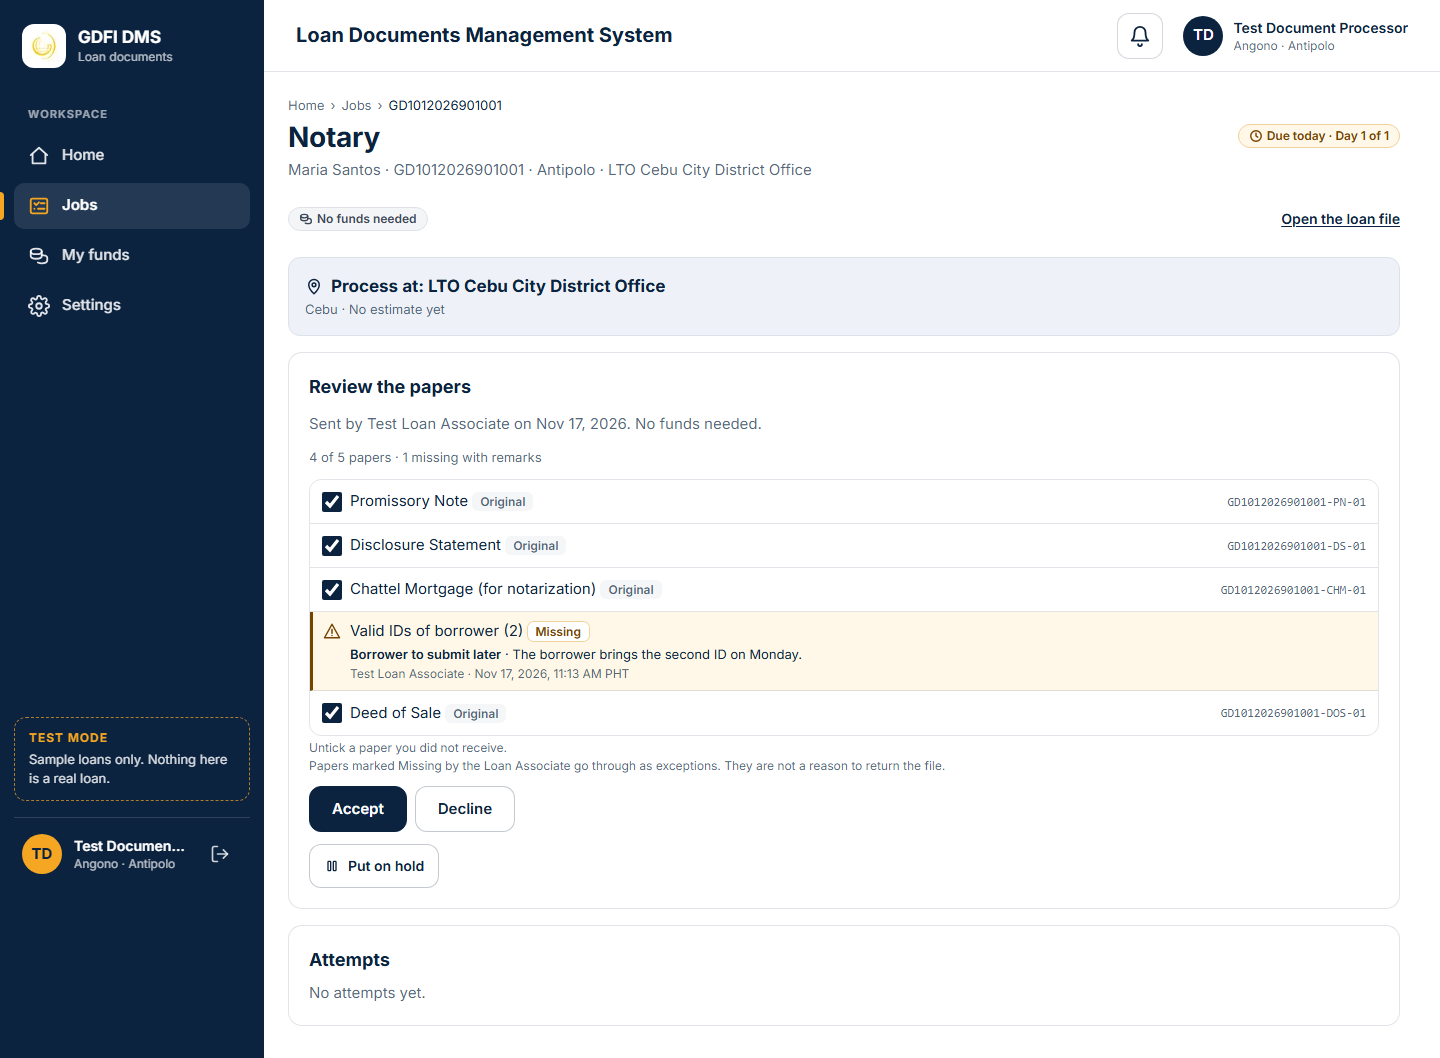 GDFI DMS
Loan documents
WORKSPACE
Home
Jobs
My funds
Settings
TEST MODE
Sample loans only. Nothing here
is a real loan.
TD
Test Documen...
Angono · Antipolo
Loan Documents Management System
TD
Test Document Processor
Angono · Antipolo
Home › Jobs › GD1012026901001
Notary
Due today · Day 1 of 1
Maria Santos · GD1012026901001 · Antipolo · LTO Cebu City District Office
No funds needed
Open the loan file
Process at: LTO Cebu City District Office
Cebu · No estimate yet
Review the papers
Sent by Test Loan Associate on Nov 17, 2026. No funds needed.
4 of 5 papers · 1 missing with remarks
Promissory Note Original GD1012026901001-PN-01
Disclosure Statement Original GD1012026901001-DS-01
Chattel Mortgage (for notarization) Original GD1012026901001-CHM-01
Valid IDs of borrower (2) Missing
Borrower to submit later · The borrower brings the second ID on Monday.
Test Loan Associate · Nov 17, 2026, 11:13 AM PHT
Deed of Sale Original GD1012026901001-DOS-01
Untick a paper you did not receive.
Papers marked Missing by the Loan Associate go through as exceptions. They are not a reason to return the file.
Accept
Decline
Put on hold
Attempts
No attempts yet.